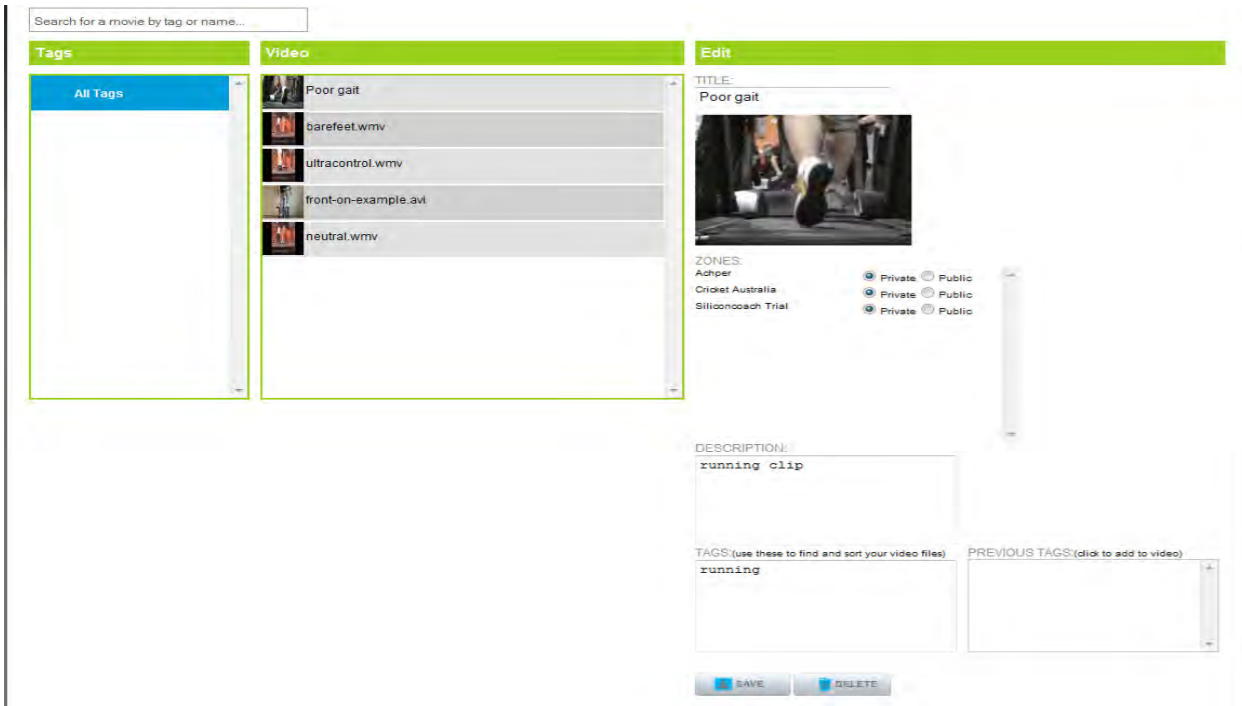 Search for a movie by tag or name...
Tags
Video
Edit
All Tags
Poor gait
barefeet.wmv
ultracontrol.wmv
front-on-example.avi
neutral.wmv
TITLE:
Poor gait
ZONES:
Achper Private Public
Cricket Australia Private Public
Siliconcoach Trial Private Public
DESCRIPTION:
running clip
TAGS:(use these to find and sort your video files)
running
PREVIOUS TAGS:(click to add to video)
SAVE
DELETE